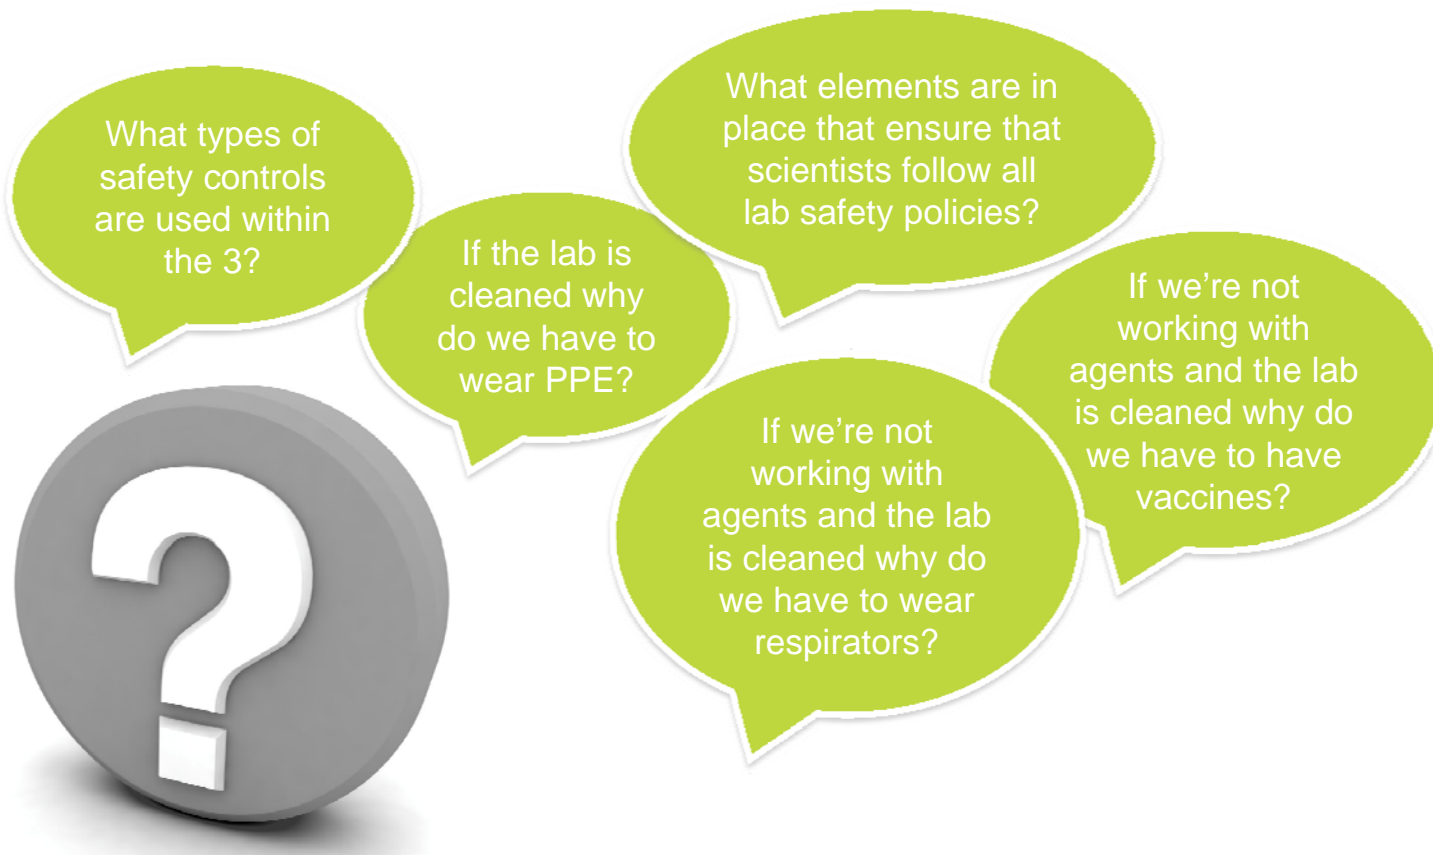 What types of
safety controls
are used within
the 3?
If the lab is
cleaned why
do we have to
wear PPE?
What elements are in
place that ensure that
scientists follow all
lab safety policies?
If we’re not
working with
agents and the lab
is cleaned why do
we have to wear
respirators?
If we’re not
working with
agents and the lab
is cleaned why do
we have to have
vaccines?
?